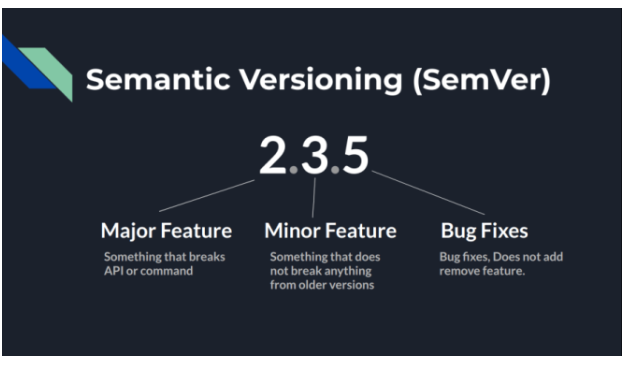 Semantic Versioning (SemVer)
2.3.5
Major Feature
Something that breaks
API or command
Minor Feature
Something that does
not break anything
from older versions
Bug Fixes
Bug fixes, Does not add
remove feature.